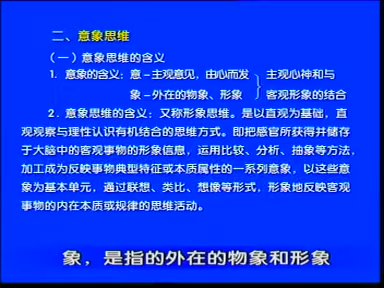 二、意象思维
（一）意象思维的含义
1. 意象的含义：意－主观意见，由心而发 主观心神和与
象－外在的物象、形象 客观形象的结合
2．意象思维的含义：又称形象思维。是以直观为基础，直
观观察与理性认识有机结合的思维方式。即把感官所获得并储存
于大脑中的客观事物的形象信息，运用比较、分析、抽象等方法，
加工成为反映事物典型特征或本质属性的一系列意象，以这些意
象为基本单元，通过联想、类比、想像等形式，形象地反映客观
事物的内在本质或规律的思维活动。
象，是指的外在的物象和形象